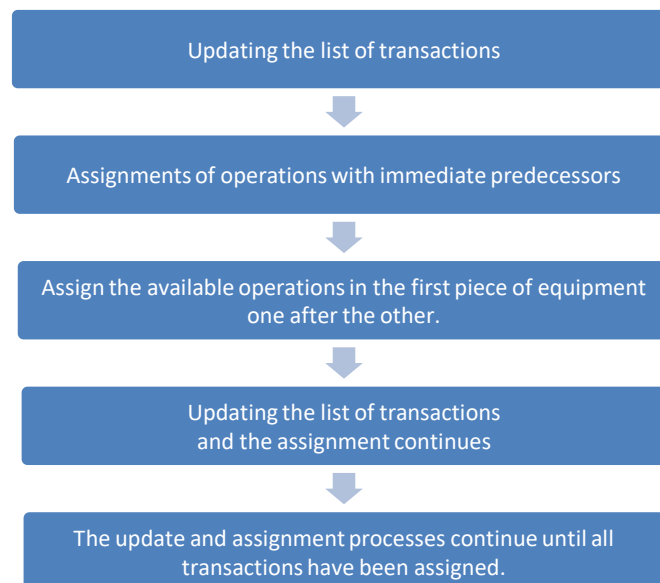 Updating the list of transactions
Assignments of operations with immediate predecessors
Assign the available operations in the first piece of equipment
one after the other.
Updating the list of transactions
and the assignment continues
The update and assignment processes continue until all
transactions have been assigned.